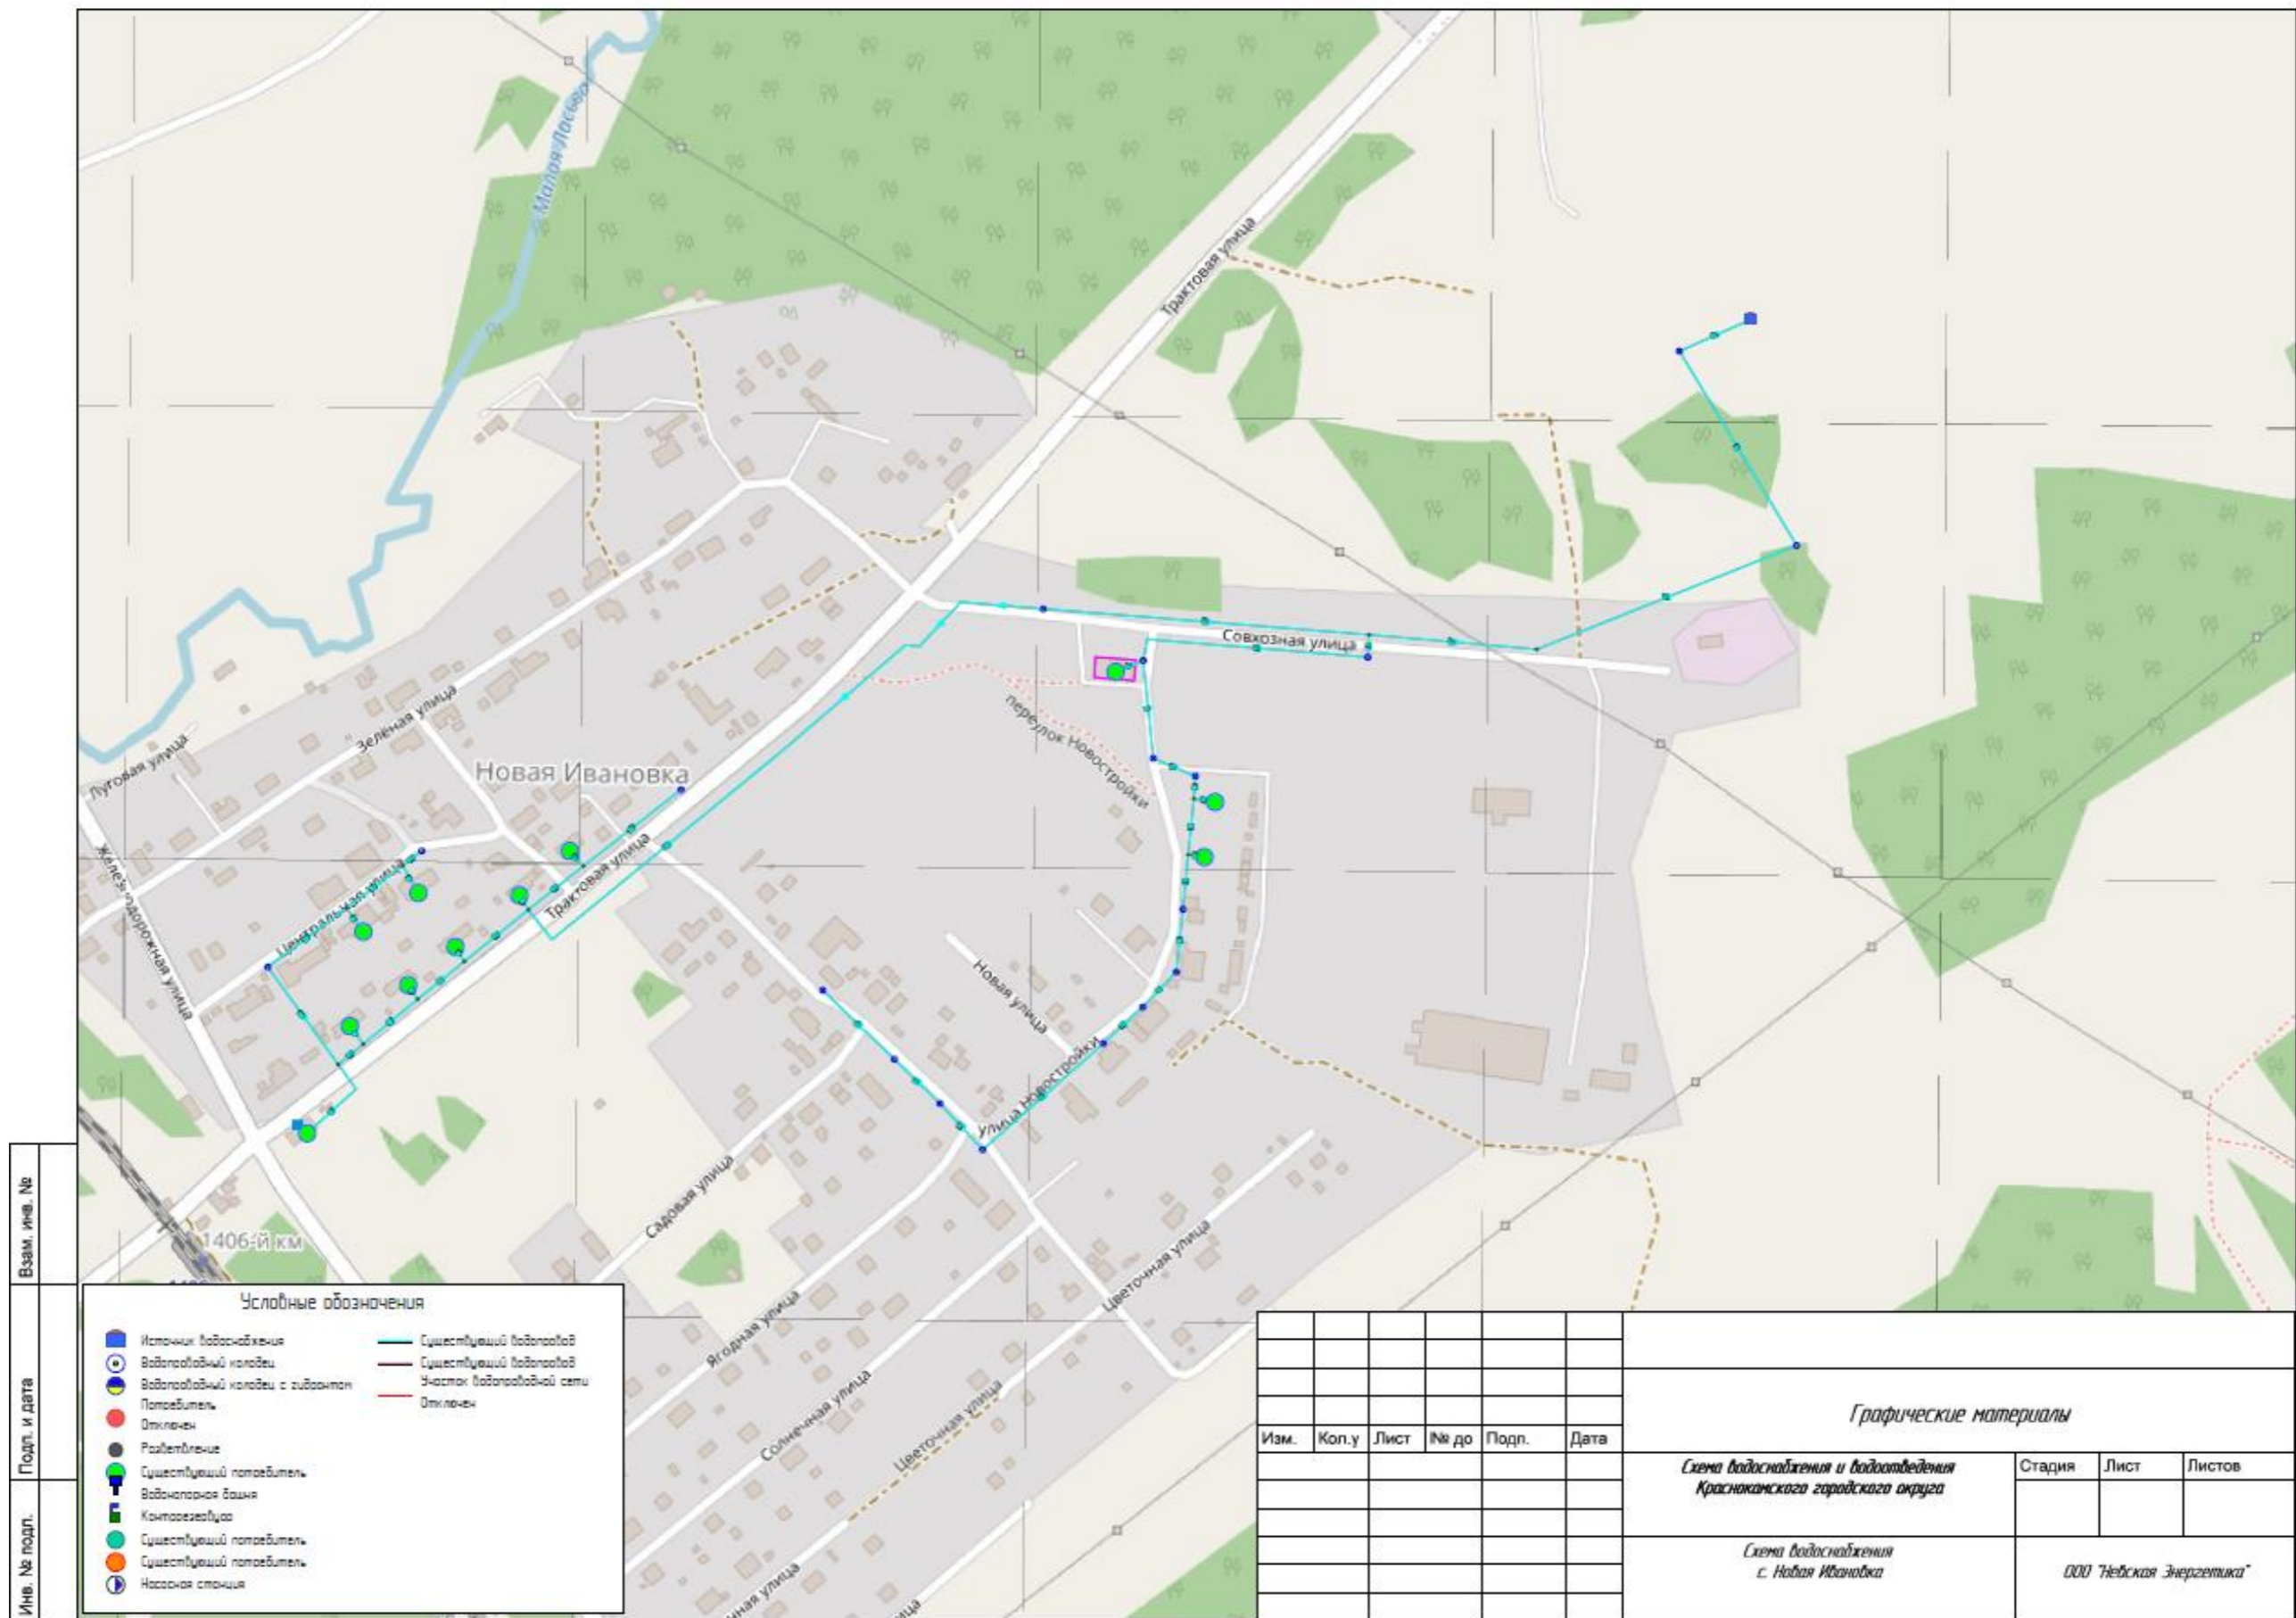 Малая Ласьва
Трактовая улица
Совхозная улица
переулок Новостройки
Зелёная улица
Луговая улица
Новая Ивановка
Железнодорожная улица
Центральная улица
Трактовая улица
Новая улица
улица Новостройки
Садовая улица
Цветочная улица
Ягодная улица
Солнечная улица
Цветочная улица
1406-й км
Взам. инв. №
Подп. и дата
Инв. № подл.
Условные обозначения
Источник водоснабжения
Водопроводный колодец
Водопроводный колодец с гидрантом
Потребитель
Отключен
Разветвление
Существующий потребитель
Водонапорная башня
Контррезервуар
Существующий потребитель
Существующий потребитель
Насосная станция
Существующий водопровод
Существующий водопровод
Участок водопроводной сети
Отключен
Изм. Кол.у Лист № до Подп. Дата
Графические материалы
Схема водоснабжения и водоотведения
Краснокамского городского округа
Стадия Лист Листов
Схема водоснабжения
с. Новая Ивановка
ООО "Невская Энергетика"